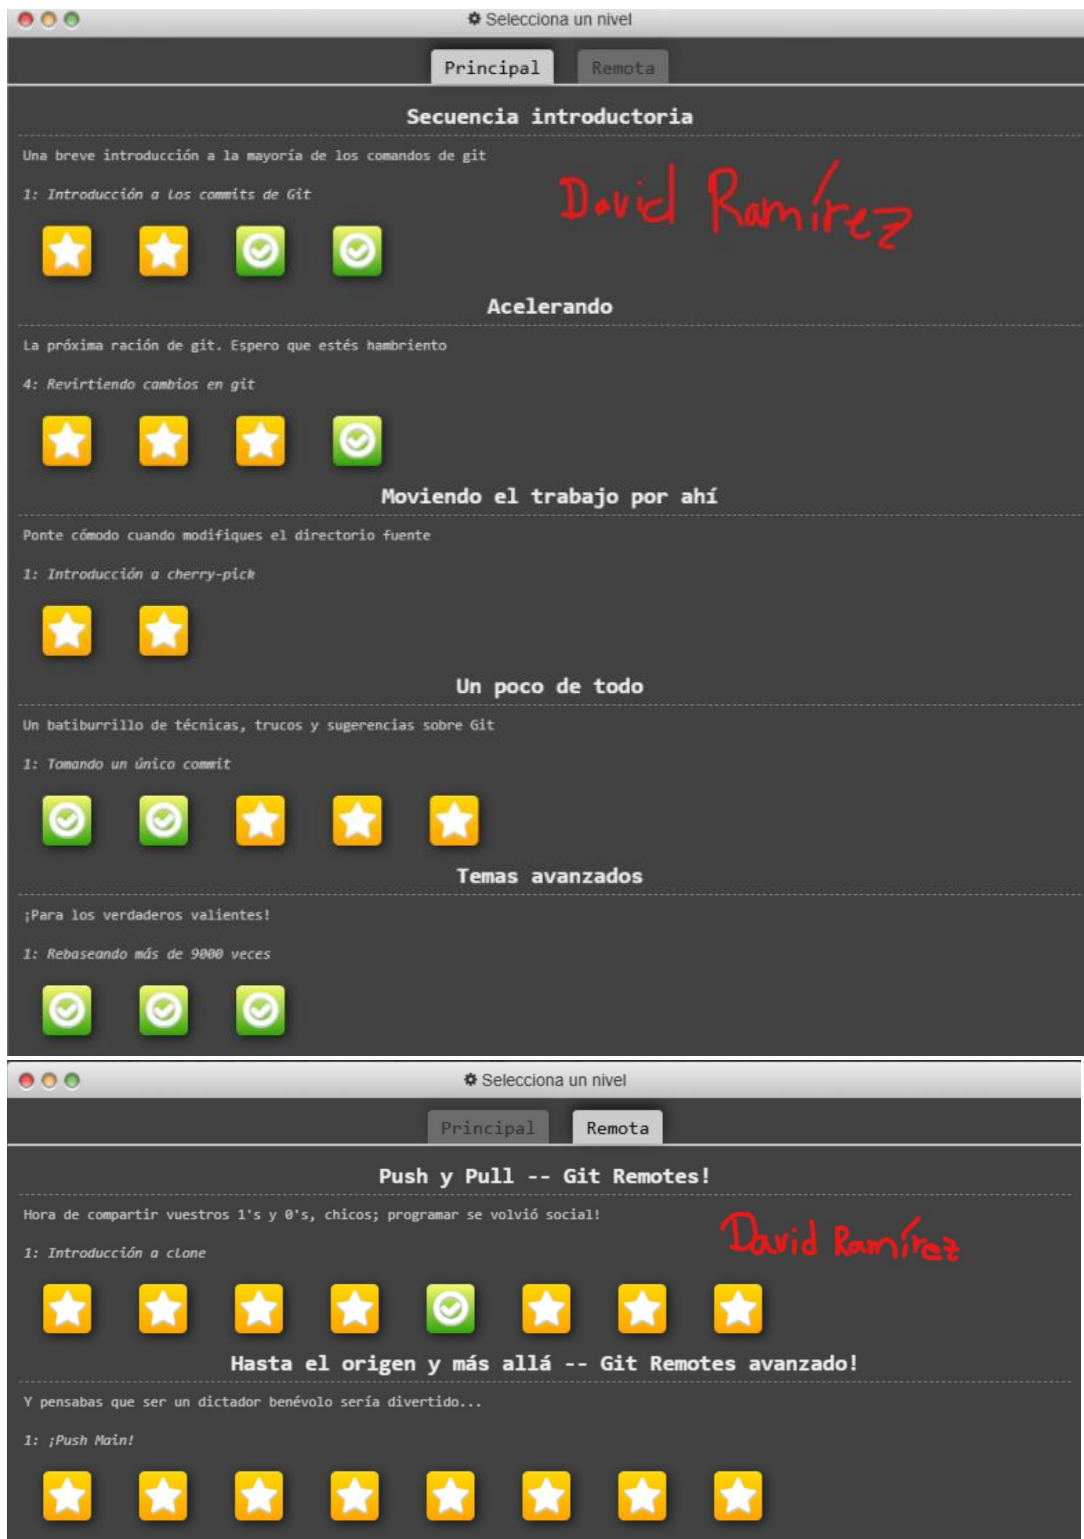 Selecciona un nivel
Principal Remota
Secuencia introductoria
Una breve introducción a la mayoría de los comandos de git
1: Introducción a los commits de Git
David Ramírez
Acelerando
La próxima ración de git. Espero que estés hambriento
4: Revirtiendo cambios en git
Moviendo el trabajo por ahí
Ponte cómodo cuando modifiques el directorio fuente
1: Introducción a cherry-pick
Un poco de todo
Un batiburrillo de técnicas, trucos y sugerencias sobre Git
1: Tomando un único commit
Temas avanzados
¡Para los verdaderos valientes!
1: Rebaseando más de 9000 veces
Selecciona un nivel
Principal Remota
Push y Pull -- Git Remotes!
Hora de compartir vuestros 1's y 0's, chicos; programar se volvió social!
David Ramírez
1: Introducción a clone
Hasta el origen y más allá -- Git Remotes avanzado!
Y pensabas que ser un dictador benévolo sería divertido...
1: ¡Push Main!